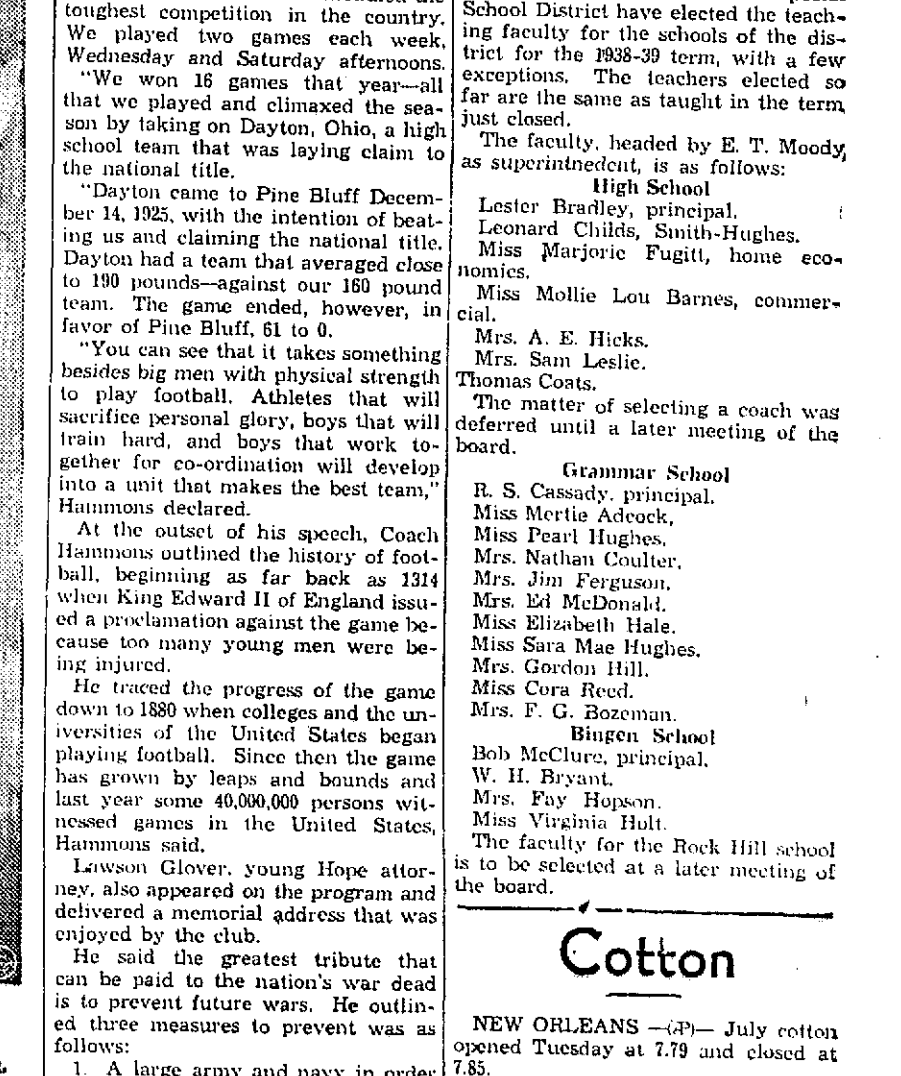 toughest competition in the country.
We played two games each week,
Wednesday and Saturday afternoons.
"We won 16 games that year—all
that we played and climaxed the sea-
son by taking on Dayton, Ohio, a high
school team that was laying claim to
the national title.
"Dayton came to Pine Bluff Decem-
ber 14, 1925, with the intention of beat-
ing us and claiming the national title.
Dayton had a team that averaged close
to 190 pounds—against our 160 pound
team. The game ended, however, in
favor of Pine Bluff, 61 to 0.
"You can see that it takes something
besides big men with physical strength
to play football. Athletes that will
sacrifice personal glory, boys that will
train hard, and boys that work to-
gether for co-ordination will develop
into a unit that makes the best team,"
Hammons declared.
At the outset of his speech, Coach
Hammons outlined the history of foot-
ball, beginning as far back as 1314
when King Edward II of England issu-
ed a proclamation against the game be-
cause too many young men were be-
ing injured.
He traced the progress of the game
down to 1880 when colleges and the un-
iversities of the United States began
playing football. Since then the game
has grown by leaps and bounds and
last year some 40,000,000 persons wit-
nessed games in the United States,
Hammons said.
Lawson Glover, young Hope attor-
ney, also appeared on the program and
delivered a memorial address that was
enjoyed by the club.
He said the greatest tribute that
can be paid to the nation's war dead
is to prevent future wars. He outlin-
ed three measures to prevent was as
follows:
1. A large army and navy in order
School District have elected the teach-
ing faculty for the schools of the dis-
trict for the 1938-39 term, with a few
exceptions. The teachers elected so
far are the same as taught in the term
just closed.
The faculty, headed by E. T. Moody,
as superintnedent, is as follows:
High School
Lester Bradley, principal.
Leonard Childs, Smith-Hughes.
Miss Marjorie Fugitt, home eco-
nomics.
Miss Mollie Lou Barnes, commer-
cial.
Mrs. A. E. Hicks.
Mrs. Sam Leslie.
Thomas Coats.
The matter of selecting a coach was
deferred until a later meeting of the
board.
Grammar School
R. S. Cassady, principal.
Miss Mertie Adcock,
Miss Pearl Hughes.
Mrs. Nathan Coulter.
Mrs. Jim Ferguson.
Mrs. Ed McDonald.
Miss Elizabeth Hale.
Miss Sara Mae Hughes.
Mrs. Gordon Hill.
Miss Cora Reed.
Mrs. F. G. Bozeman.
Bingen School
Bob McClure, principal.
W. H. Bryant.
Mrs. Fay Hopson.
Miss Virginia Holt.
The faculty for the Rock Hill school
is to be selected at a later meeting of
the board.
Cotton
NEW ORLEANS —(AP)— July cotton
opened Tuesday at 7.79 and closed at
7.85.